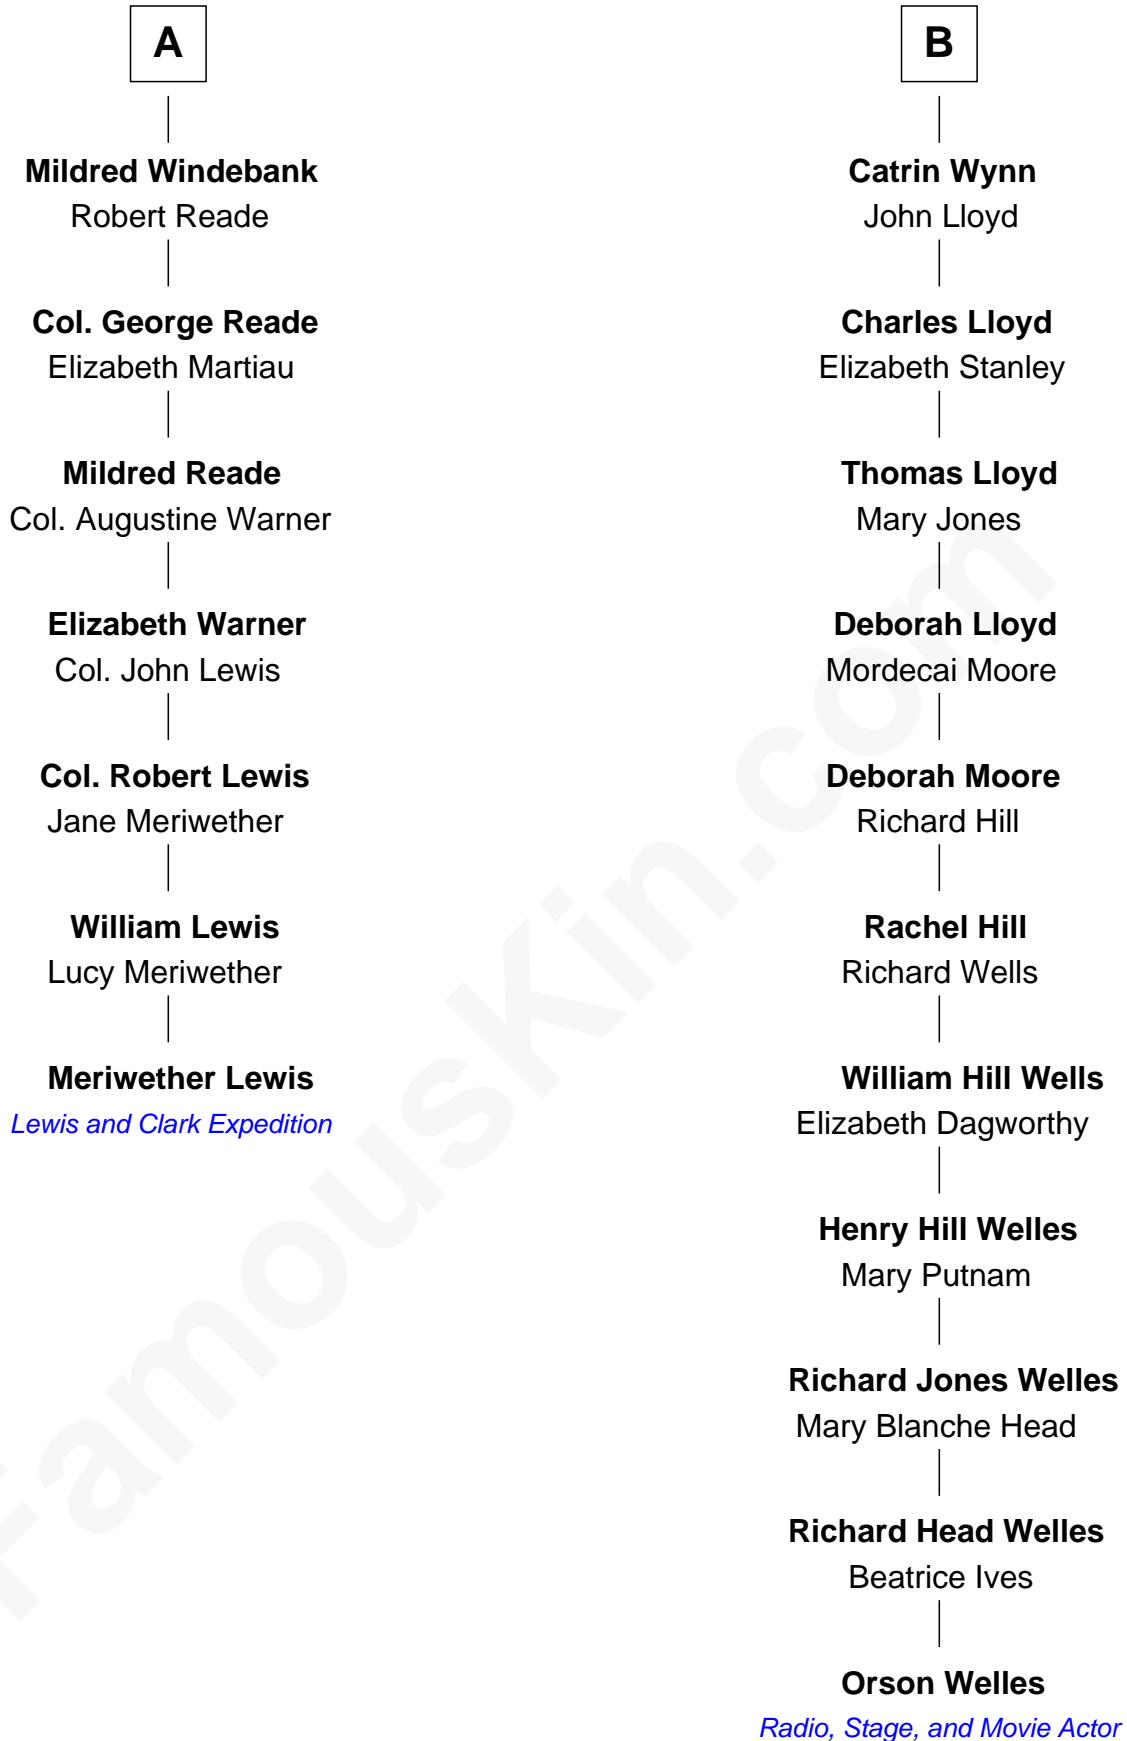 A
Mildred Windebank
Robert Reade
Col. George Reade
Elizabeth Martiau
Mildred Reade
Col. Augustine Warner
Elizabeth Warner
Col. John Lewis
Col. Robert Lewis
Jane Meriwether
William Lewis
Lucy Meriwether
Meriwether Lewis
Lewis and Clark Expedition
B
Catrin Wynn
John Lloyd
Charles Lloyd
Elizabeth Stanley
Thomas Lloyd
Mary Jones
Deborah Lloyd
Mordecai Moore
Deborah Moore
Richard Hill
Rachel Hill
Richard Wells
William Hill Wells
Elizabeth Dagworthy
Henry Hill Welles
Mary Putnam
Richard Jones Welles
Mary Blanche Head
Richard Head Welles
Beatrice Ives
Orson Welles
Radio, Stage, and Movie Actor
FamousKin.com